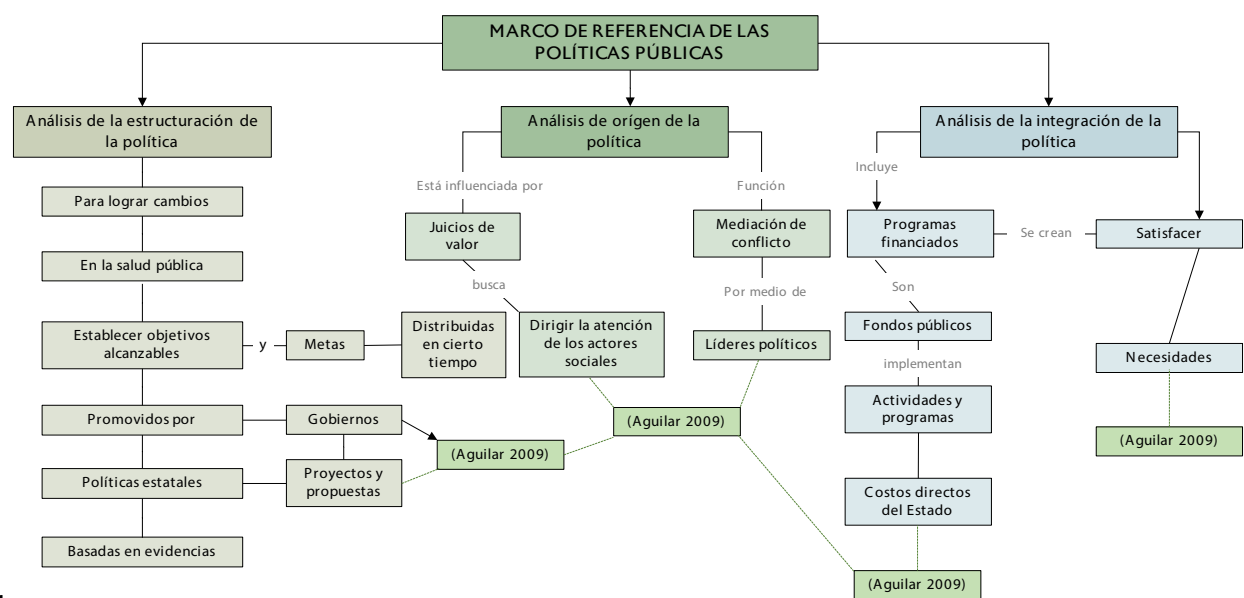 MARCO DE REFERENCIA DE LAS
POLÍTICAS PÚBLICAS
Análisis de la estructuración de
la política
Para lograr cambios
En la salud pública
Establecer objetivos
alcanzables
y
Metas
Distribuidas
en cierto
tiempo
Promovidos por
Gobiernos
(Aguilar 2009)
Políticas estatales
Proyectos y
propuestas
Basadas en evidencias
Análisis de orígen de la
política
Está influenciada por
Juicios de
valor
busca
Dirigir la atención
de los actores
sociales
Función
Mediación de
conflicto
Por medio de
Líderes políticos
(Aguilar 2009)
Análisis de la integración de la
política
Incluye
Programas
financiados
Se crean
Satisfacer
Son
Fondos públicos
implementan
Actividades y
programas
Costos directos
del Estado
(Aguilar 2009)
Necesidades
(Aguilar 2009)
.